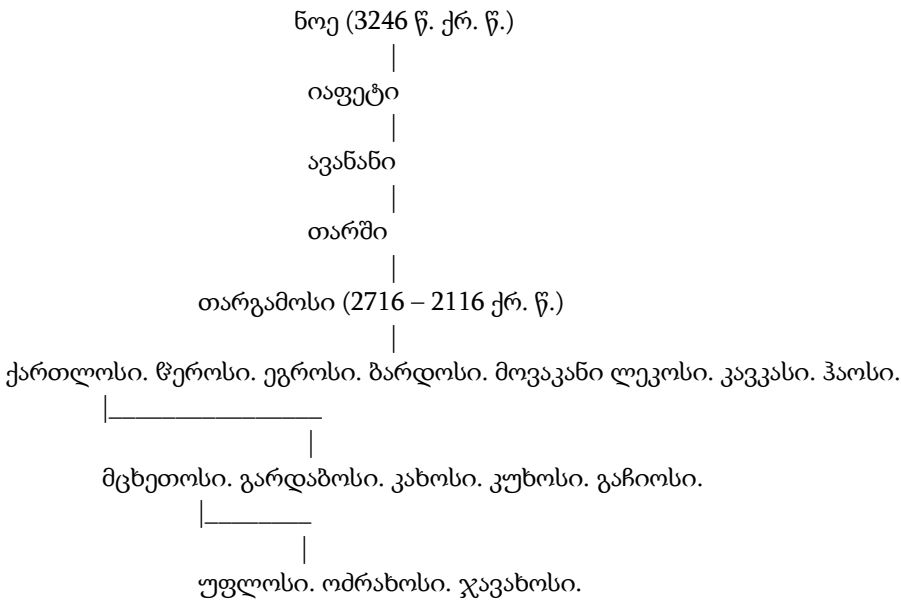 ნოე (3246 წ. ქრ. წ.)
იაფეტი
ავანანი
თარში
თარგამოსი (2716 – 2116 ქრ. წ.)
ქართლოსი. წეროსი. ეგროსი. ბარდოსი. მოვაკანი ლეკოსი. კავკასი. ჰაოსი.
მცხეთოსი. გარდაბოსი. კახოსი. კუხოსი. გაჩიოსი.
უფლოსი. ოძრახოსი. ჯავახოსი.